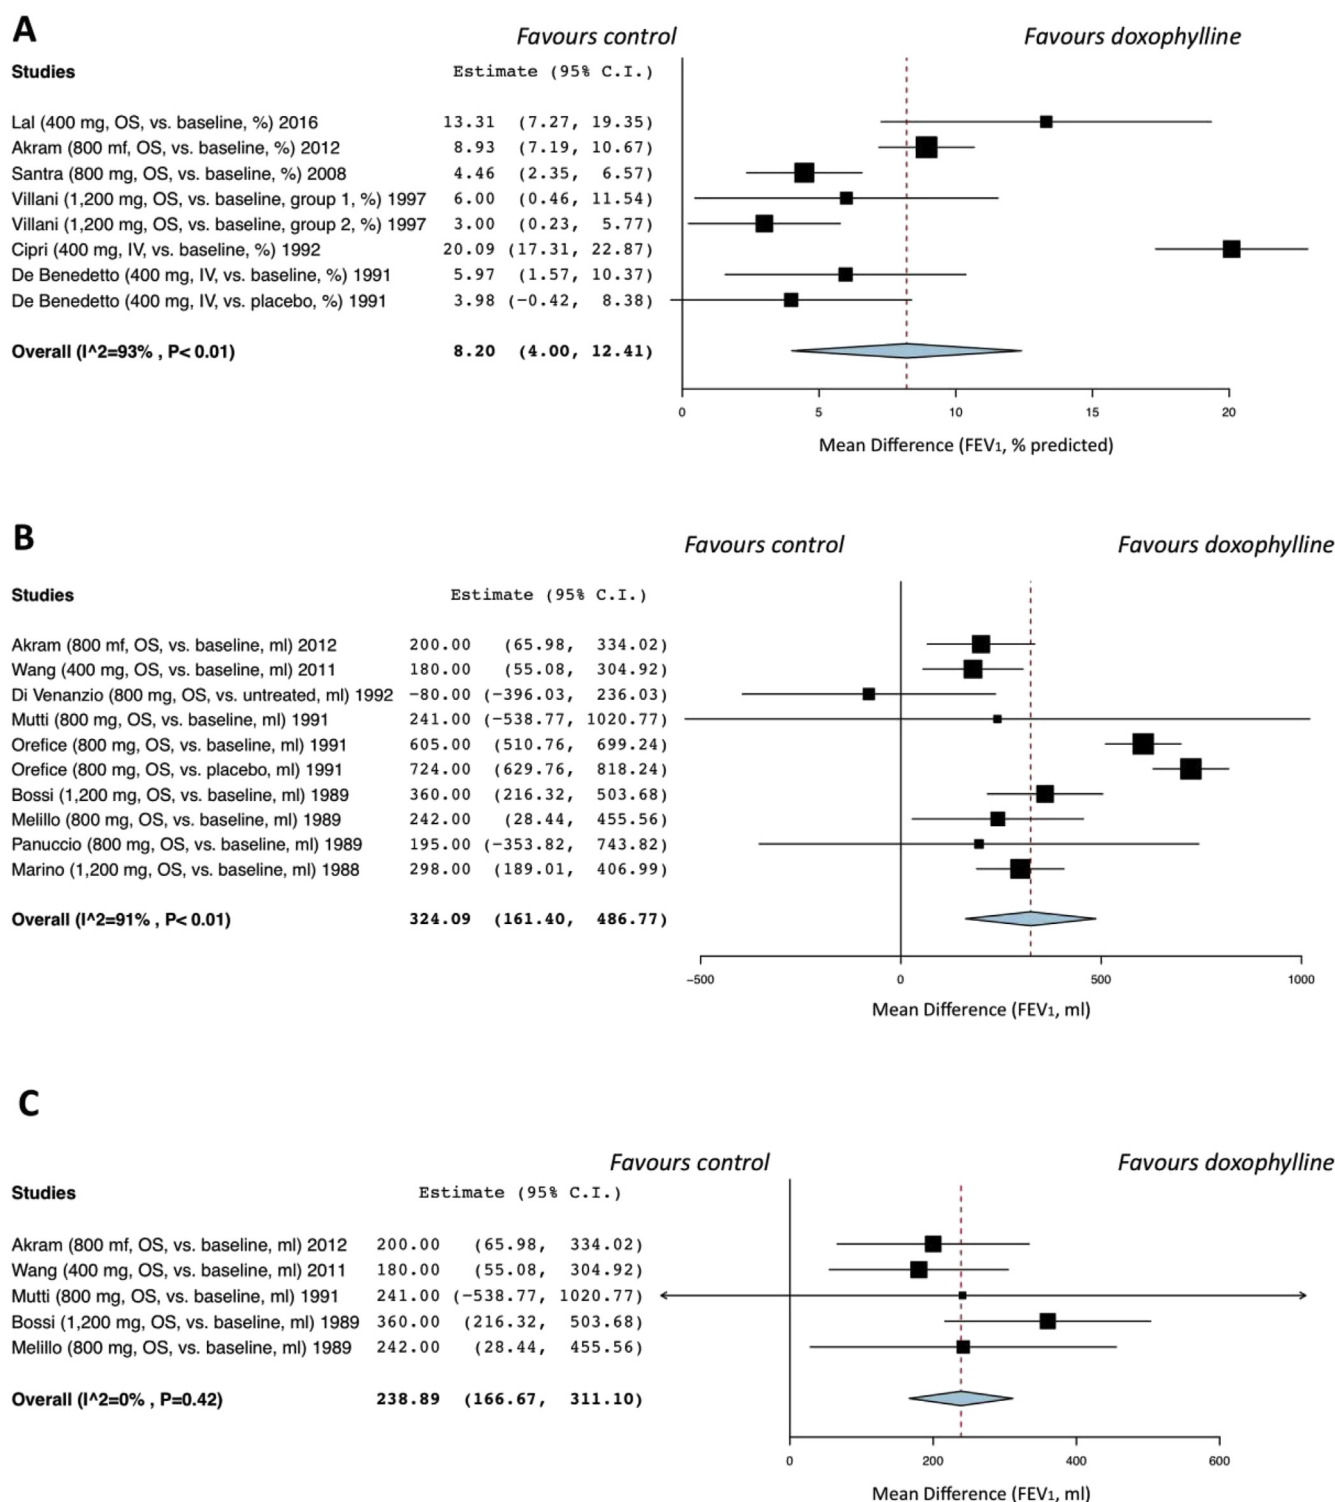 A
Favours control Favours doxophylline
Studies Estimate (95% C.I.)
Lal (400 mg, OS, vs. baseline, %) 2016 13.31 (7.27, 19.35)
Akram (800 mf, OS, vs. baseline, %) 2012 8.93 (7.19, 10.67)
Santra (800 mg, OS, vs. baseline, %) 2008 4.46 (2.35, 6.57)
Villani (1,200 mg, OS, vs. baseline, group 1, %) 1997 6.00 (0.46, 11.54)
Villani (1,200 mg, OS, vs. baseline, group 2, %) 1997 3.00 (0.23, 5.77)
Cipri (400 mg, IV, vs. baseline, %) 1992 20.09 (17.31, 22.87)
De Benedetto (400 mg, IV, vs. baseline, %) 1991 5.97 (1.57, 10.37)
De Benedetto (400 mg, IV, vs. placebo, %) 1991 3.98 (−0.42, 8.38)
Overall (I^2=93% , P< 0.01) 8.20 (4.00, 12.41)
0 5 10 15 20
Mean Difference (FEV₁, % predicted)
B
Favours control Favours doxophylline
Studies Estimate (95% C.I.)
Akram (800 mf, OS, vs. baseline, ml) 2012 200.00 (65.98, 334.02)
Wang (400 mg, OS, vs. baseline, ml) 2011 180.00 (55.08, 304.92)
Di Venanzio (800 mg, OS, vs. untreated, ml) 1992 −80.00 (−396.03, 236.03)
Mutti (800 mg, OS, vs. baseline, ml) 1991 241.00 (−538.77, 1020.77)
Orefice (800 mg, OS, vs. baseline, ml) 1991 605.00 (510.76, 699.24)
Orefice (800 mg, OS, vs. placebo, ml) 1991 724.00 (629.76, 818.24)
Bossi (1,200 mg, OS, vs. baseline, ml) 1989 360.00 (216.32, 503.68)
Melillo (800 mg, OS, vs. baseline, ml) 1989 242.00 (28.44, 455.56)
Panuccio (800 mg, OS, vs. baseline, ml) 1989 195.00 (−353.82, 743.82)
Marino (1,200 mg, OS, vs. baseline, ml) 1988 298.00 (189.01, 406.99)
Overall (I^2=91% , P< 0.01) 324.09 (161.40, 486.77)
−500 0 500 1000
Mean Difference (FEV₁, ml)
C
Favours control Favours doxophylline
Studies Estimate (95% C.I.)
Akram (800 mf, OS, vs. baseline, ml) 2012 200.00 (65.98, 334.02)
Wang (400 mg, OS, vs. baseline, ml) 2011 180.00 (55.08, 304.92)
Mutti (800 mg, OS, vs. baseline, ml) 1991 241.00 (−538.77, 1020.77)
Bossi (1,200 mg, OS, vs. baseline, ml) 1989 360.00 (216.32, 503.68)
Melillo (800 mg, OS, vs. baseline, ml) 1989 242.00 (28.44, 455.56)
Overall (I^2=0% , P=0.42) 238.89 (166.67, 311.10)
0 200 400 600
Mean Difference (FEV₁, ml)